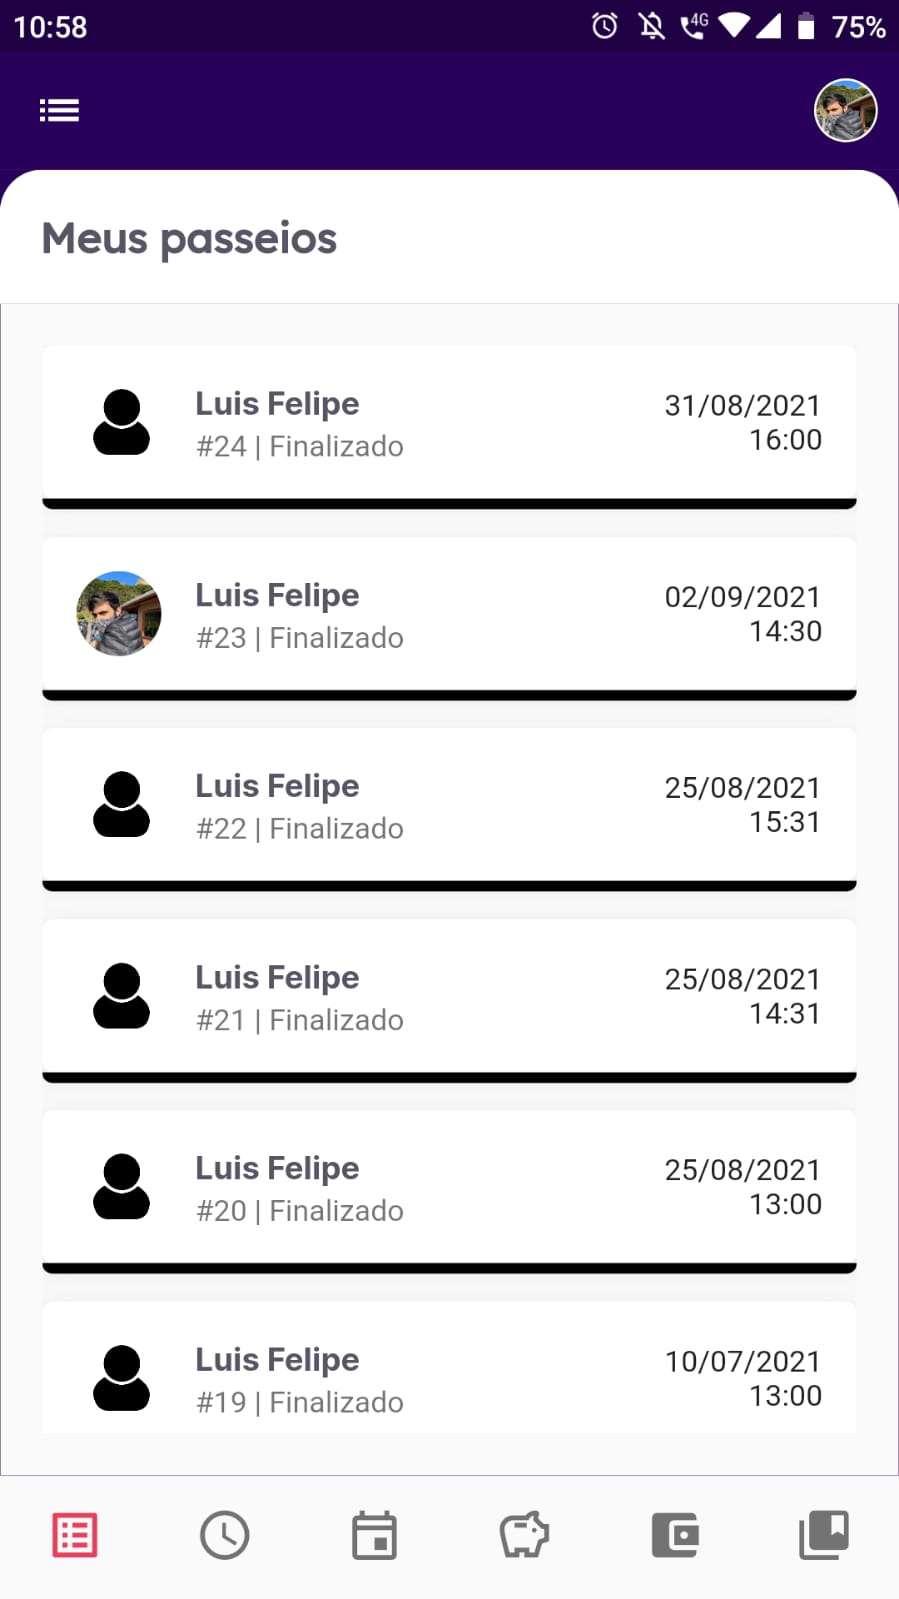 10:58
4G
75%
Meus passeios
Luis Felipe
31/08/2021
#24 | Finalizado
16:00
Luis Felipe
02/09/2021
#23 | Finalizado
14:30
Luis Felipe
25/08/2021
#22 | Finalizado
15:31
Luis Felipe
25/08/2021
#21 | Finalizado
14:31
Luis Felipe
25/08/2021
#20 | Finalizado
13:00
Luis Felipe
10/07/2021
#19 | Finalizado
13:00